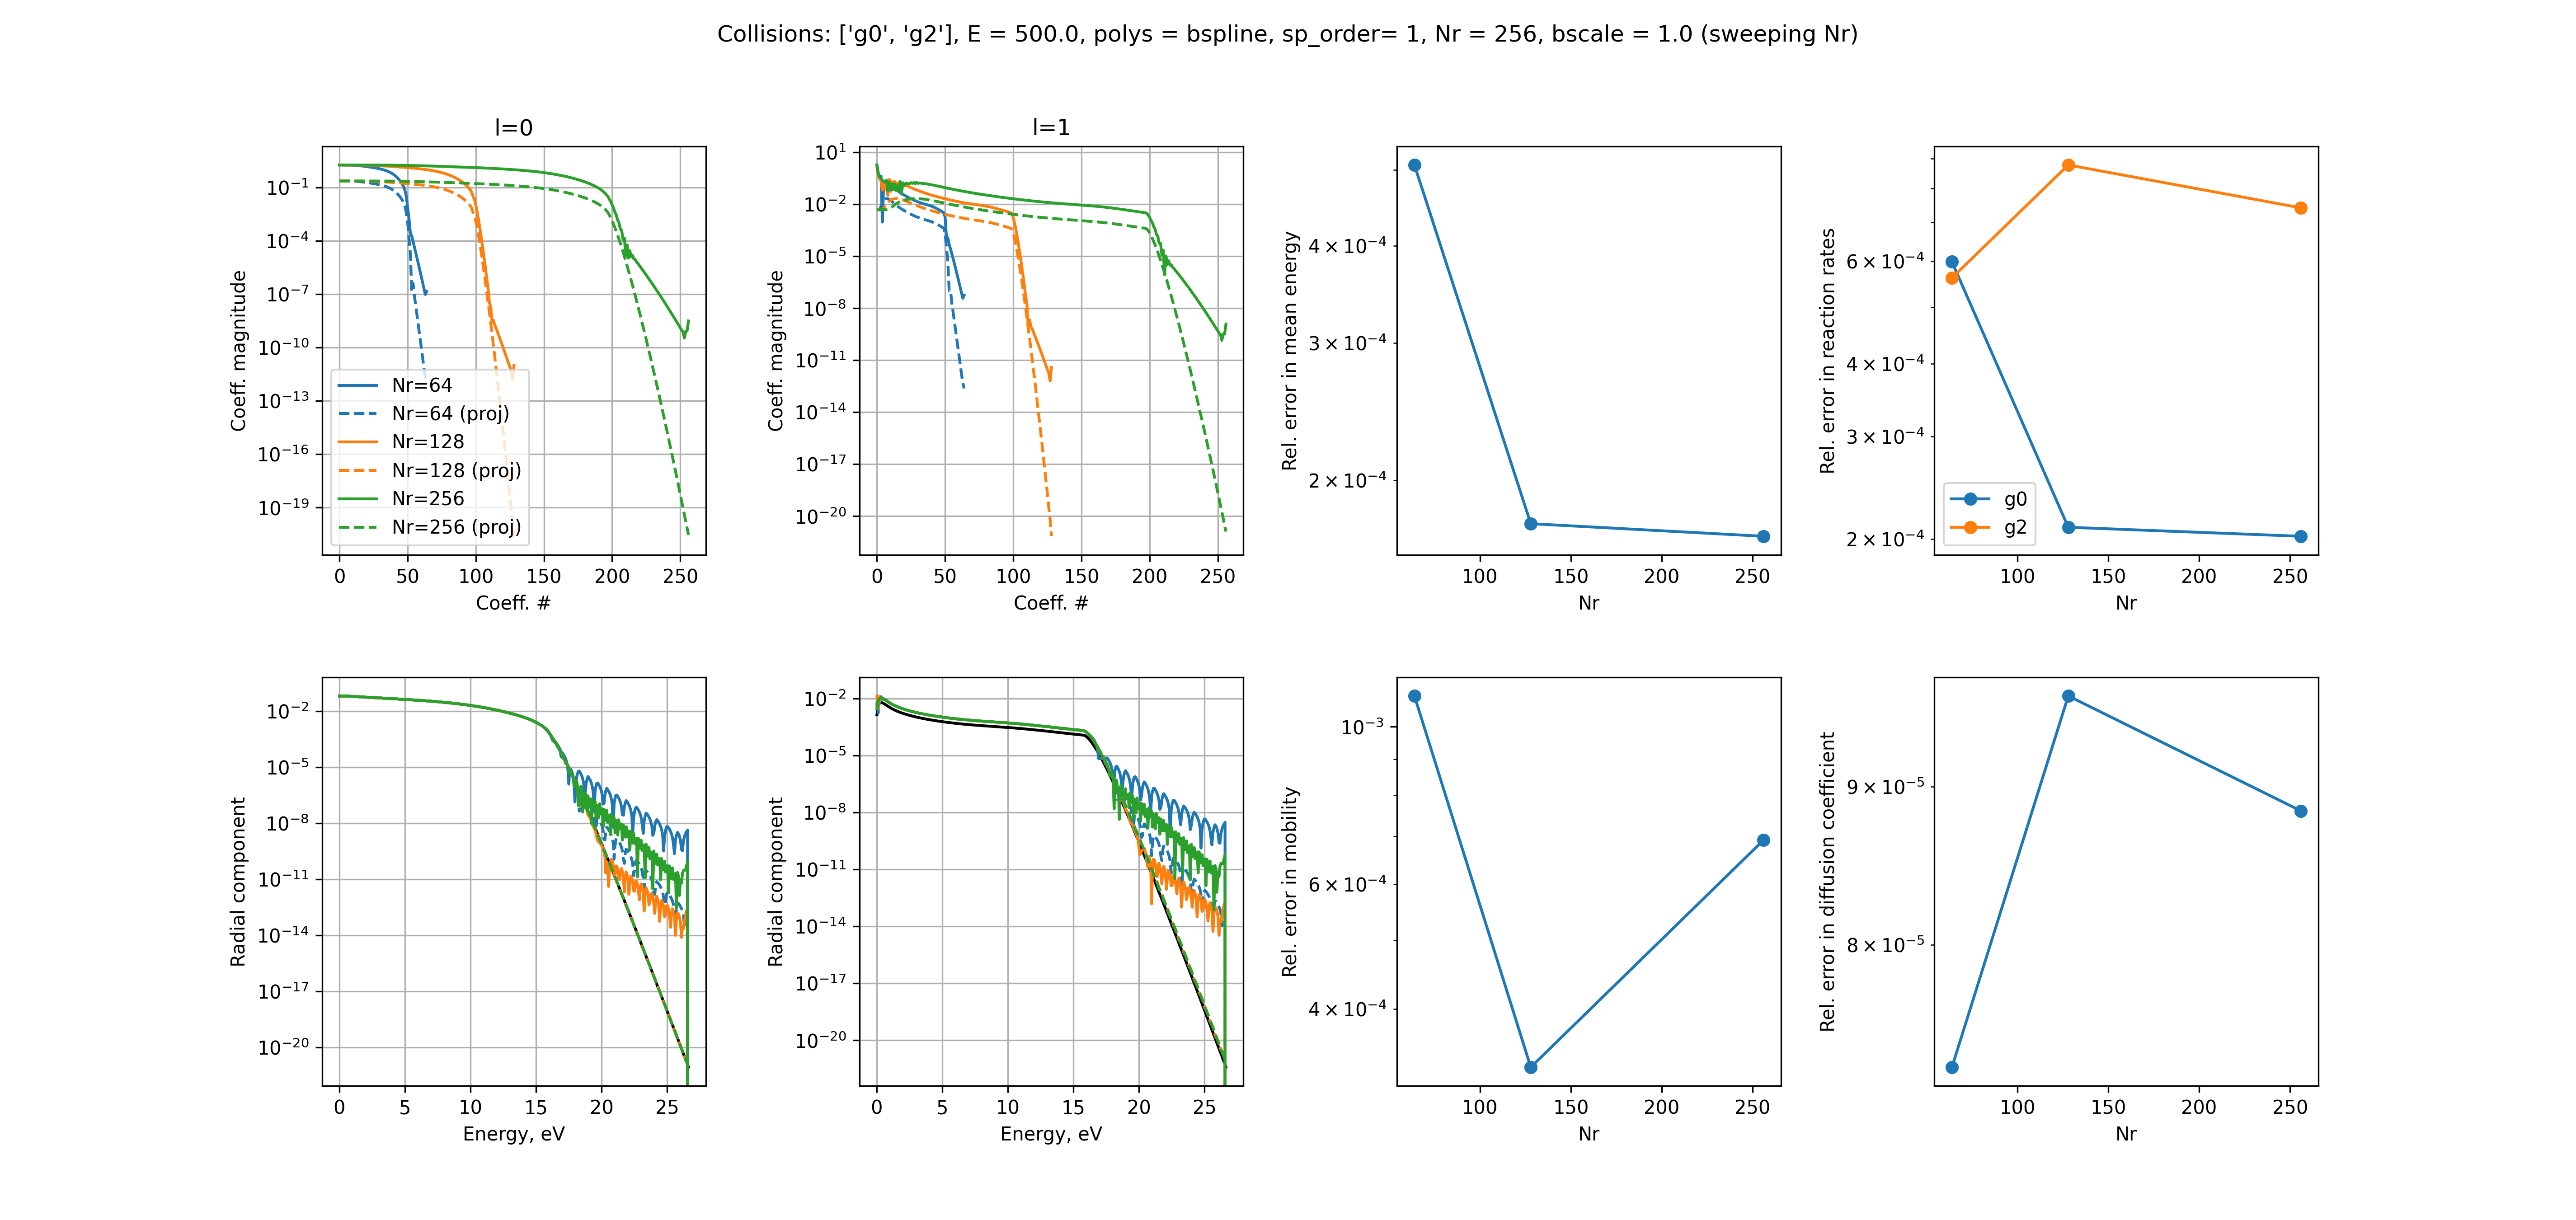 Collisions: ['g0', 'g2'], E = 500.0, polys = bspline, sp_order= 1, Nr = 256, bscale = 1.0 (sweeping Nr)
l=0
Coeff. magnitude
10⁻¹
10⁻⁴
10⁻⁷
10⁻¹⁰
10⁻¹³
10⁻¹⁶
10⁻¹⁹
Nr=64
Nr=64 (proj)
Nr=128
Nr=128 (proj)
Nr=256
Nr=256 (proj)
0 50 100 150 200 250
Coeff. #
l=1
Coeff. magnitude
10¹
10⁻²
10⁻⁵
10⁻⁸
10⁻¹¹
10⁻¹⁴
10⁻¹⁷
10⁻²⁰
0 50 100 150 200 250
Coeff. #
Rel. error in mean energy
4 × 10⁻⁴
3 × 10⁻⁴
2 × 10⁻⁴
100 150 200 250
Nr
Rel. error in reaction rates
6 × 10⁻⁴
4 × 10⁻⁴
3 × 10⁻⁴
2 × 10⁻⁴
g0
g2
100 150 200 250
Nr
Radial component
10⁻²
10⁻⁵
10⁻⁸
10⁻¹¹
10⁻¹⁴
10⁻¹⁷
10⁻²⁰
0 5 10 15 20 25
Energy, eV
Radial component
10⁻²
10⁻⁵
10⁻⁸
10⁻¹¹
10⁻¹⁴
10⁻¹⁷
10⁻²⁰
0 5 10 15 20 25
Energy, eV
Rel. error in mobility
10⁻³
6 × 10⁻⁴
4 × 10⁻⁴
100 150 200 250
Nr
Rel. error in diffusion coefficient
9 × 10⁻⁵
8 × 10⁻⁵
100 150 200 250
Nr